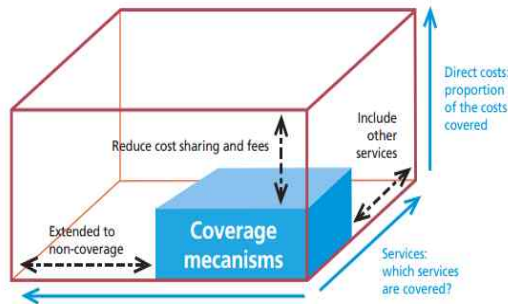 Direct costs:
proportion
of the costs
covered
Include
other
services
Reduce cost sharing and fees
Extended to
non-coverage
Coverage
mecanisms
Services:
which services
are covered?